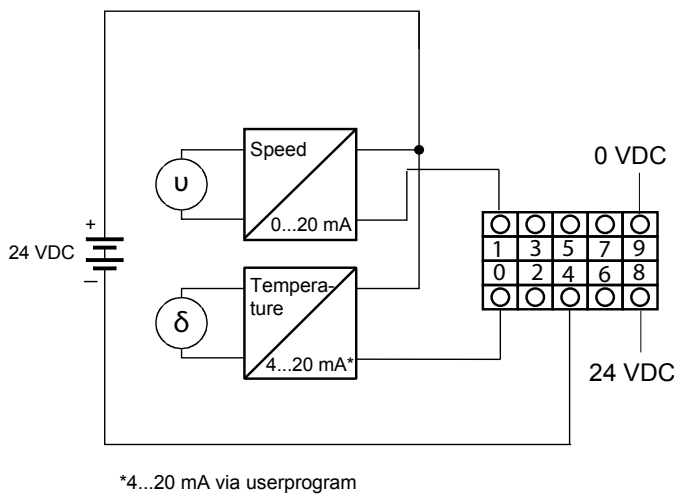 Speed
υ
0...20 mA
0 VDC
+
24 VDC
–
1 3 5 7 9
0 2 4 6 8
Tempera-
ture
δ
4...20 mA*
24 VDC
*4...20 mA via userprogram